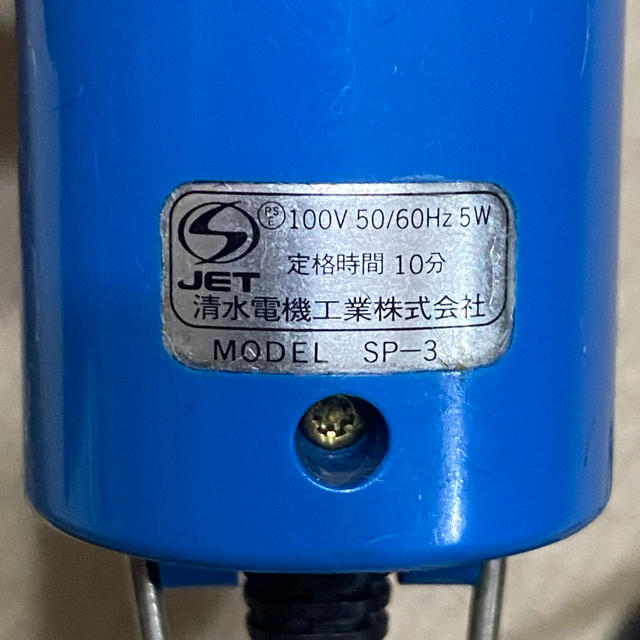 PS E 100V 50/60Hz 5W
JET
定格時間 10分
清水電機工業株式会社
MODEL SP-3